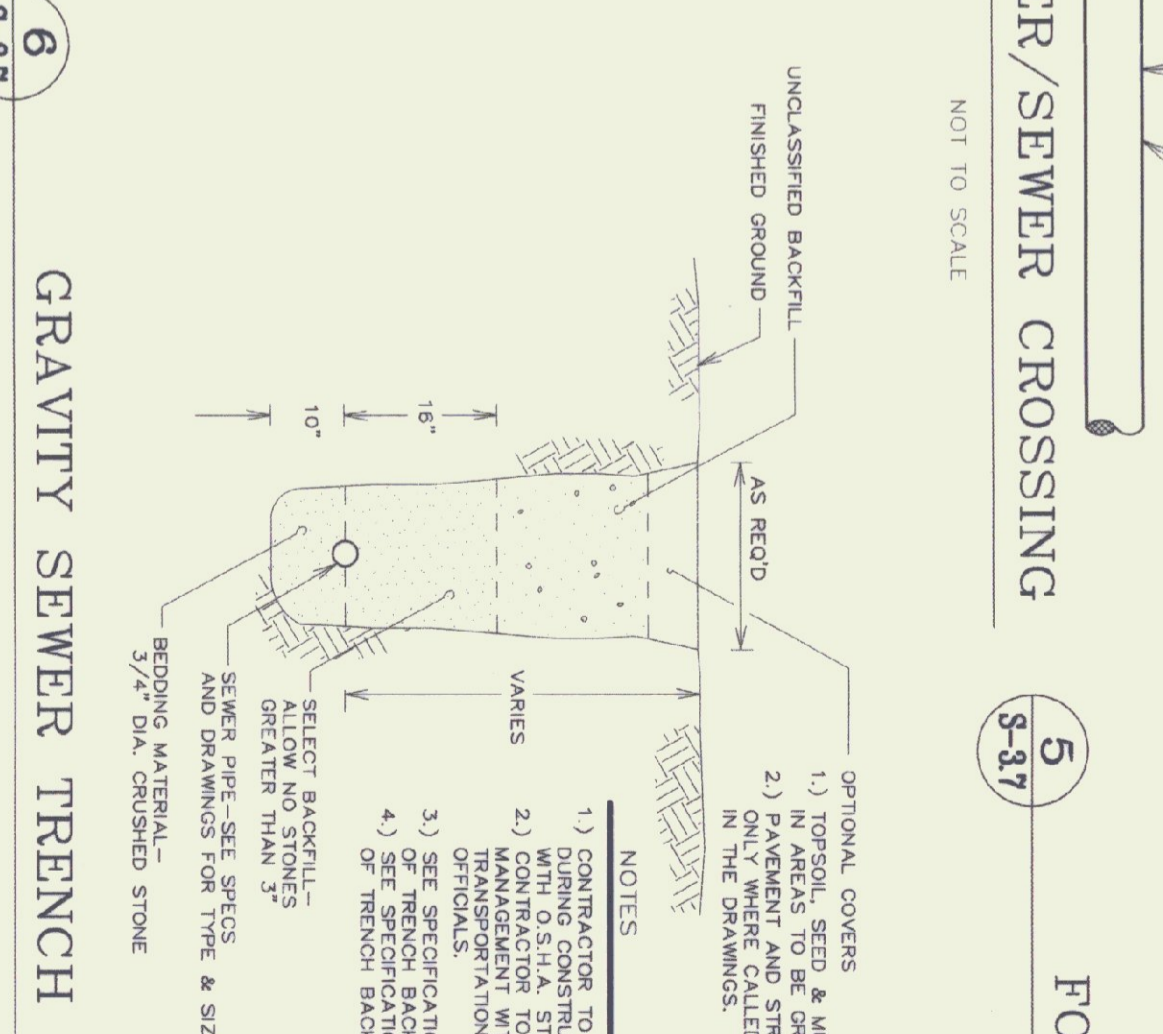 ER/SEWER CROSSING
NOT TO SCALE
5
S-3.7
UNCLASSIFIED BACKFILL
FINISHED GROUND
AS REQ'D
OPTIONAL COVERS
1.) TOPSOIL, SEED &
IN AREAS TO BE
2.) PAVEMENT AND
ONLY WHERE CALLED
IN THE DRAWINGS.
16"
10"
VARIES
NOTES
1.) CONTRACTOR TO
DURING
WITH O.S.H.A.
2.) CONTRACTOR TO
MANAGEMENT
TRANSPORTATION
OFFICIALS.
3.) SEE
OF TRENCH
4.) SEE
OF TRENCH
SELECT BACKFILL–
ALLOW NO STONES
GREATER THAN 3"
SEWER PIPE–SEE SPECS
AND DRAWINGS FOR TYPE &
BEDDING MATERIAL–
3/4" DIA. CRUSHED STONE
6
GRAVITY SEWER TRENCH